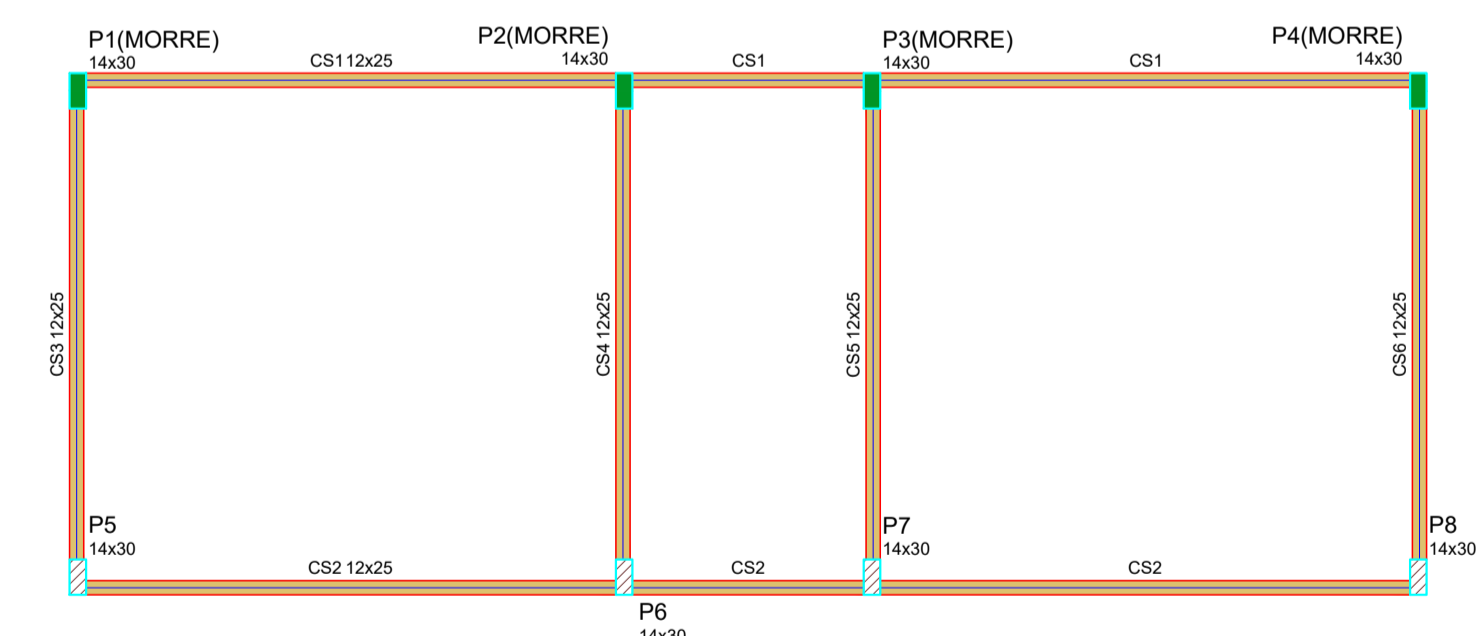 P1(MORRE)
14x30
CS1 12x25
P2(MORRE)
14x30
CS1
P3(MORRE)
14x30
CS1
P4(MORRE)
14x30
CS3 12x25
CS4 12x25
CS5 12x25
CS6 12x25
P5
14x30
CS2 12x25
CS2
P7
14x30
CS2
P8
14x30
P6
14x30